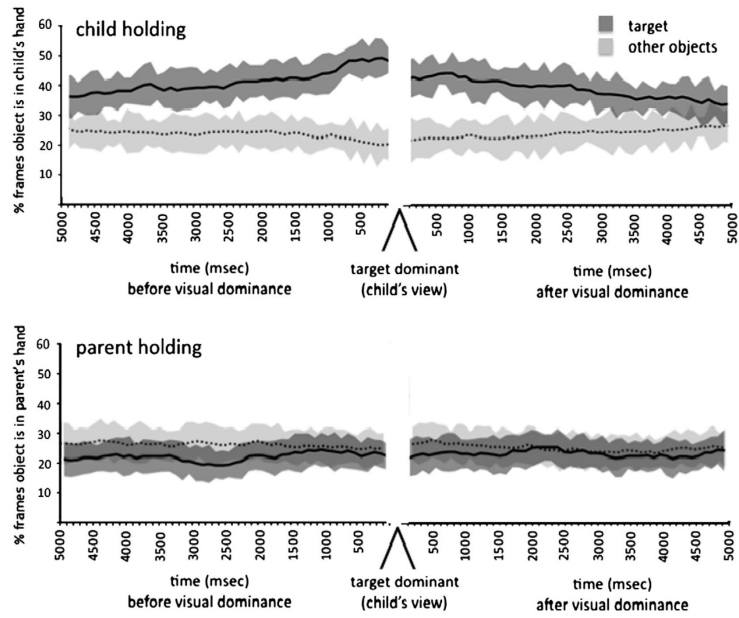 child holding
target
other objects
% frames object is in child's hand
60
50
40
30
20
10
5000
4500
4000
3500
3000
2500
2000
1500
1000
500
500
1000
1500
2000
2500
3000
3500
4000
4500
5000
time (msec)
before visual dominance
target dominant
(child's view)
time (msec)
after visual dominance
parent holding
% frames object is in parent's hand
60
50
40
30
20
10
5000
4500
4000
3500
3000
2500
2000
1500
1000
500
500
1000
1500
2000
2500
3000
3500
4000
4500
5000
time (msec)
before visual dominance
target dominant
(child's view)
time (msec)
after visual dominance